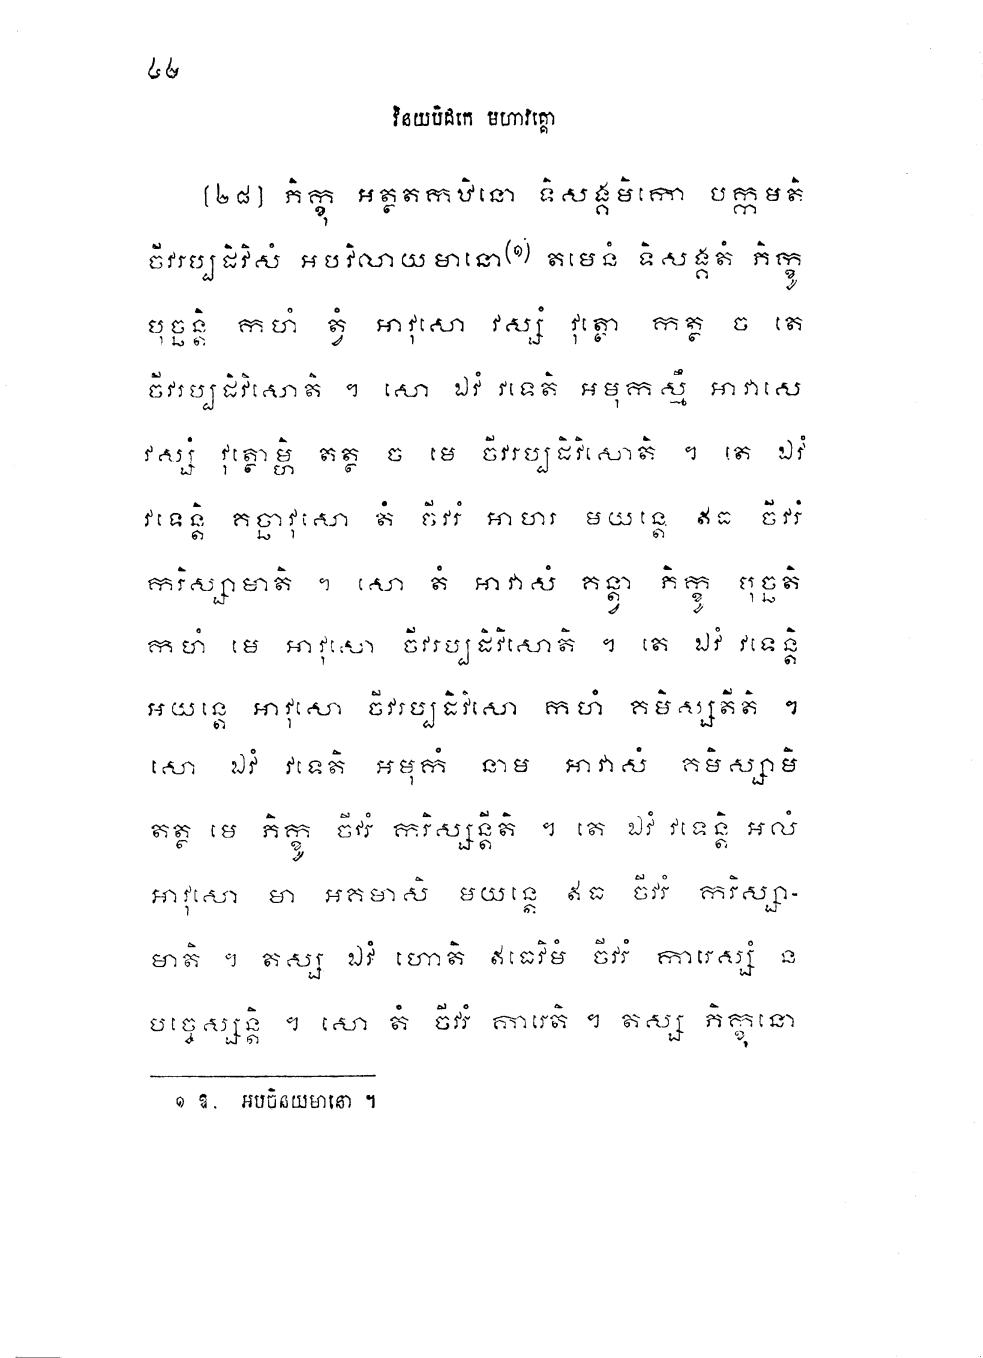 ៤៤
វិនយបិដកេ មហាវគ្គោ
[២៨] ភិក្ខុ អត្ថតកឋិនោ ទិសង្គមិកោ បក្កមតិ
ចីវរប្បដិវិសំ អបវិលាយមានោ(១) តមេនំ ទិសង្គតំ ភិក្ខូ
បុច្ឆន្តិ កហំ ត្វំ អាវុសោ វស្សំ វុត្ថោ កត្ថ ច តេ
ចីវរប្បដិវិសោតិ ។ សោ ឯវំ វទេតិ អមុកស្មឹ អាវាសេ
វស្សំ វុត្ថោម្ហិ តត្ថ ច មេ ចីវរប្បដិវិសោតិ ។ តេ ឯវំ
វទេន្តិ គច្ឆាវុសោ តំ ចីវរំ អាហរ មយន្តេ ឥធ ចីវរំ
ករិស្សាមាតិ ។ សោ តំ អាវាសំ គន្ត្វា ភិក្ខូ បុច្ឆតិ
កហំ មេ អាវុសោ ចីវរប្បដិវិសោតិ ។ តេ ឯវំ វទេន្តិ
អយន្តេ អាវុសោ ចីវរប្បដិវិសោ កហំ គមិស្សតីតិ ។
សោ ឯវំ វទេតិ អមុកំ នាម អាវាសំ គមិស្សាមិ
តត្ថ មេ ភិក្ខូ ចីវរំ ករិស្សន្តីតិ ។ តេ ឯវំ វទេន្តិ អលំ
អាវុសោ មា អគមាសិ មយន្តេ ឥធ ចីវរំ ករិស្សា-
មាតិ ។ តស្ស ឯវំ ហោតិ ឥធេវិមំ ចីវរំ ការេស្សំ ន
បច្ចេស្សន្តិ ។ សោ តំ ចីវរំ ការេតិ ។ តស្ស ភិក្ខុនោ
១ ឱ. អបចិនយមានោ ។